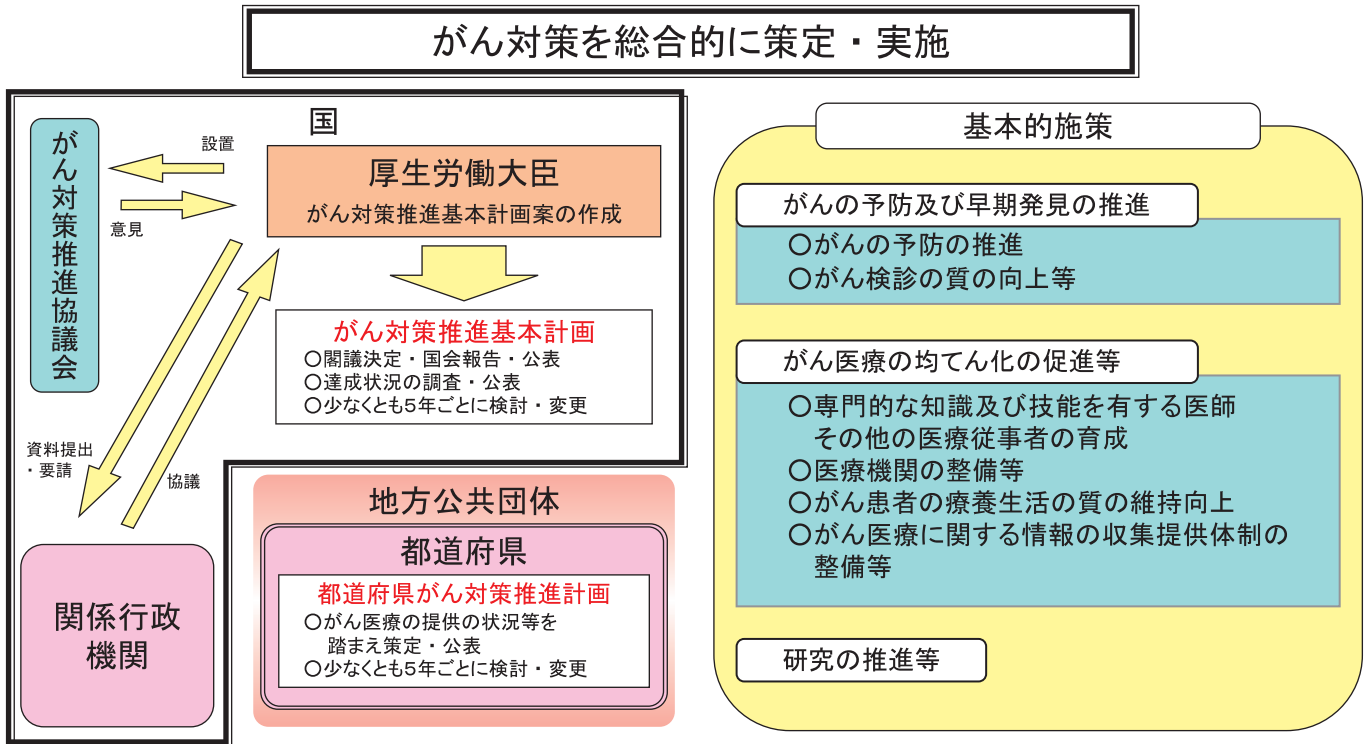 がん対策を総合的に策定・実施
国
がん対策推進協議会
設置
意見
厚生労働大臣
がん対策推進基本計画案の作成
がん対策推進基本計画
〇閣議決定・国会報告・公表
〇達成状況の調査・公表
〇少なくとも5年ごとに検討・変更
資料提出
・要請
協議
関係行政
機関
地方公共団体
都道府県
都道府県がん対策推進計画
〇がん医療の提供の状況等を
踏まえ策定・公表
〇少なくとも5年ごとに検討・変更
基本的施策
がんの予防及び早期発見の推進
〇がんの予防の推進
〇がん検診の質の向上等
がん医療の均てん化の促進等
〇専門的な知識及び技能を有する医師
その他の医療従事者の育成
〇医療機関の整備等
〇がん患者の療養生活の質の維持向上
〇がん医療に関する情報の収集提供体制の
整備等
研究の推進等